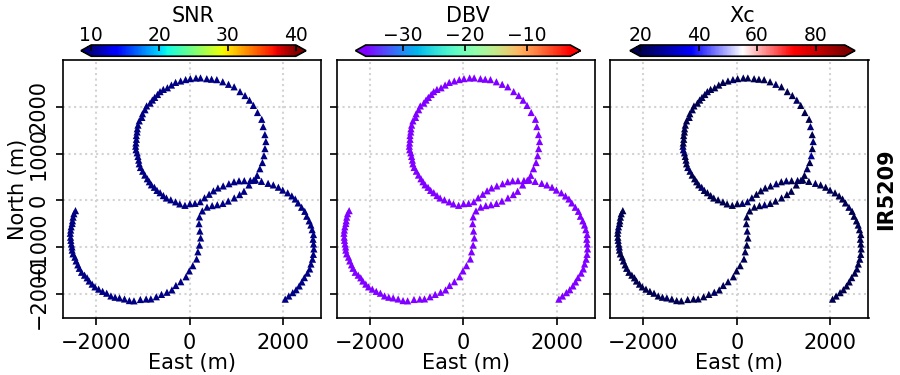 SNR
10 20 30 40
DBV
−30 −20 −10
Xc
20 40 60 80
North (m)
2000
1000
0
−1000
−2000
−2000 0 2000
East (m)
−2000 0 2000
East (m)
−2000 0 2000
East (m)
IR5209